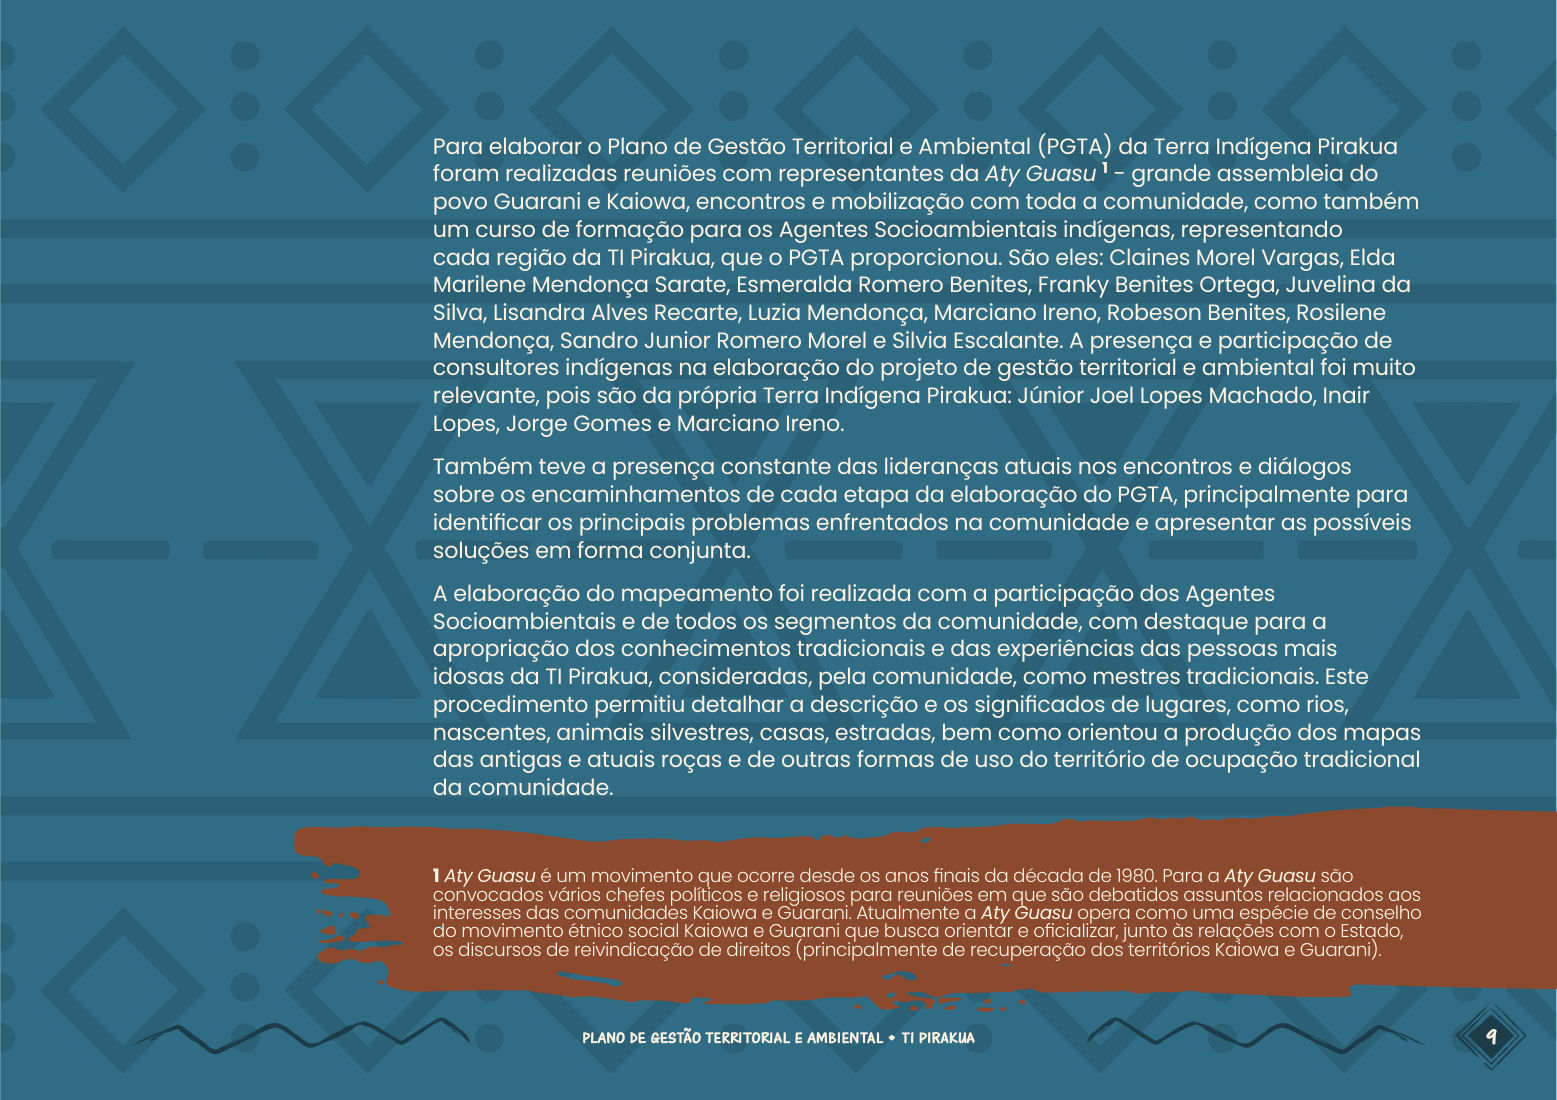 Para elaborar o Plano de Gestão Territorial e Ambiental (PGTA) da Terra Indígena Pirakua
foram realizadas reuniões com representantes da Aty Guasu 1 - grande assembleia do
povo Guarani e Kaiowa, encontros e mobilização com toda a comunidade, como também
um curso de formação para os Agentes Socioambientais indígenas, representando
cada região da TI Pirakua, que o PGTA proporcionou. São eles: Claines Morel Vargas, Elda
Marilene Mendonça Sarate, Esmeralda Romero Benites, Franky Benites Ortega, Juvelina da
Silva, Lisandra Alves Recarte, Luzia Mendonça, Marciano Ireno, Robeson Benites, Rosilene
Mendonça, Sandro Junior Romero Morel e Silvia Escalante. A presença e participação de
consultores indígenas na elaboração do projeto de gestão territorial e ambiental foi muito
relevante, pois são da própria Terra Indígena Pirakua: Júnior Joel Lopes Machado, Inair
Lopes, Jorge Gomes e Marciano Ireno.
Também teve a presença constante das lideranças atuais nos encontros e diálogos
sobre os encaminhamentos de cada etapa da elaboração do PGTA, principalmente para
identificar os principais problemas enfrentados na comunidade e apresentar as possíveis
soluções em forma conjunta.
A elaboração do mapeamento foi realizada com a participação dos Agentes
Socioambientais e de todos os segmentos da comunidade, com destaque para a
apropriação dos conhecimentos tradicionais e das experiências das pessoas mais
idosas da TI Pirakua, consideradas, pela comunidade, como mestres tradicionais. Este
procedimento permitiu detalhar a descrição e os significados de lugares, como rios,
nascentes, animais silvestres, casas, estradas, bem como orientou a produção dos mapas
das antigas e atuais roças e de outras formas de uso do território de ocupação tradicional
da comunidade.
1 Aty Guasu é um movimento que ocorre desde os anos finais da década de 1980. Para a Aty Guasu são
convocados vários chefes políticos e religiosos para reuniões em que são debatidos assuntos relacionados aos
interesses das comunidades Kaiowa e Guarani. Atualmente a Aty Guasu opera como uma espécie de conselho
do movimento étnico social Kaiowa e Guarani que busca orientar e oficializar, junto às relações com o Estado,
os discursos de reivindicação de direitos (principalmente de recuperação dos territórios Kaiowa e Guarani).
PLANO DE GESTÃO TERRITORIAL E AMBIENTAL • TI PIRAKUA
9